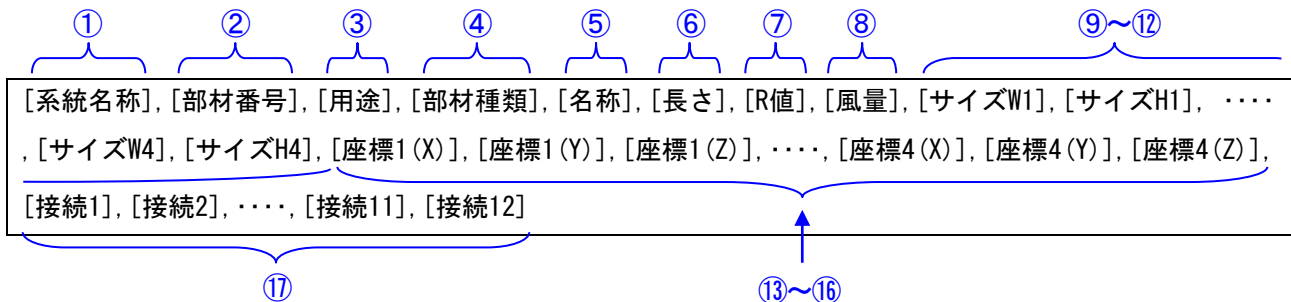 ① ② ③ ④ ⑤ ⑥ ⑦ ⑧ ⑨～⑫
[系統名称],[部材番号],[用途],[部材種類],[名称],[長さ],[R値],[風量],[サイズW1],[サイズH1], ････
,[サイズW4],[サイズH4],[座標1(X)],[座標1(Y)],[座標1(Z)],････,[座標4(X)],[座標4(Y)],[座標4(Z)],
[接続1],[接続2],････,[接続11],[接続12]
⑰ ⑬～⑯